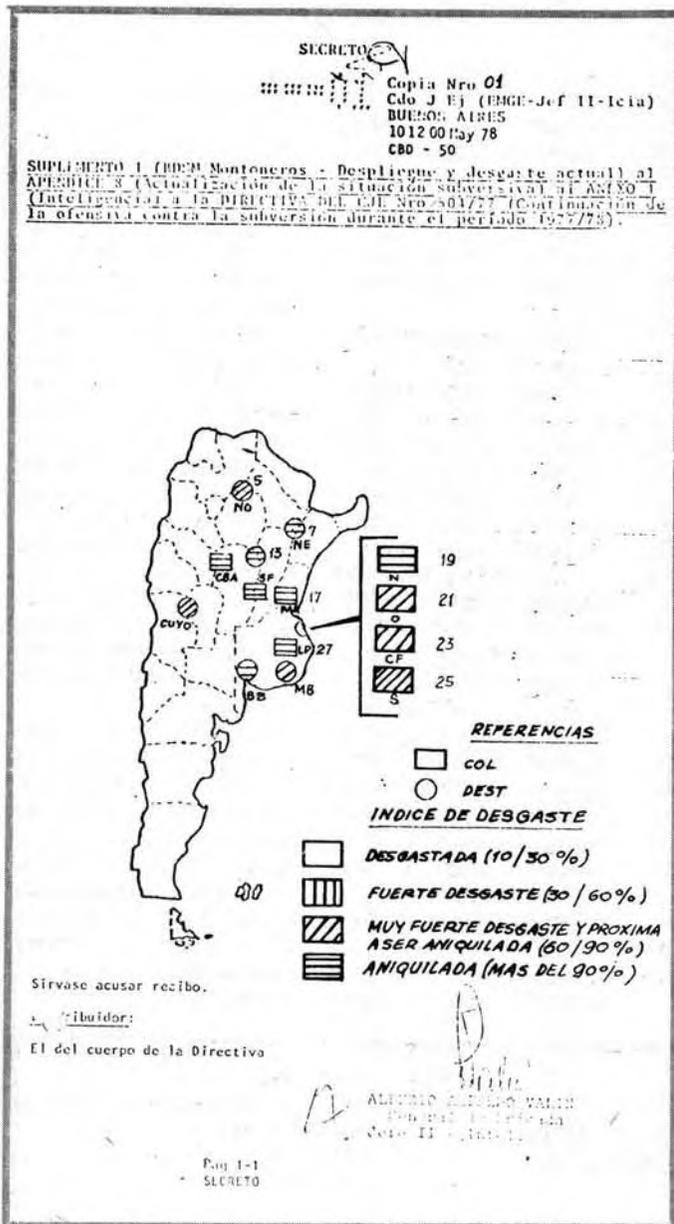 SECRETO
Copia Nro 01
Cdo J Ej (EMGE-Jef II-Icia)
BUENOS AIRES
101200 May 78
CBD - 50
SUPLEMENTO 1 (BDSM Montoneros - Despliegue y desgaste actual) al
APENDICE 8 (Actualización de la situación subversiva) al ANEXO 1
(Inteligencia) a la DIRECTIVA DEL CJE Nro 504/77 (Continuación de
la ofensiva contra la subversión durante el período 1977/78).
5
NO
7
NE
13
CBA
SF
17
CUYO
LP 27
BB
MB
N 19
O 21
CF 23
S 25
REFERENCIAS
COL
DEST
INDICE DE DESGASTE
DESGASTADA (10/30%)
FUERTE DESGASTE (30/60%)
MUY FUERTE DESGASTE Y PROXIMA
A SER ANIQUILADA (60/90%)
ANIQUILADA (MAS DEL 90%)
Sírvase acusar recibo.
El del cuerpo de la Directiva
Pag 1-1
SECRETO